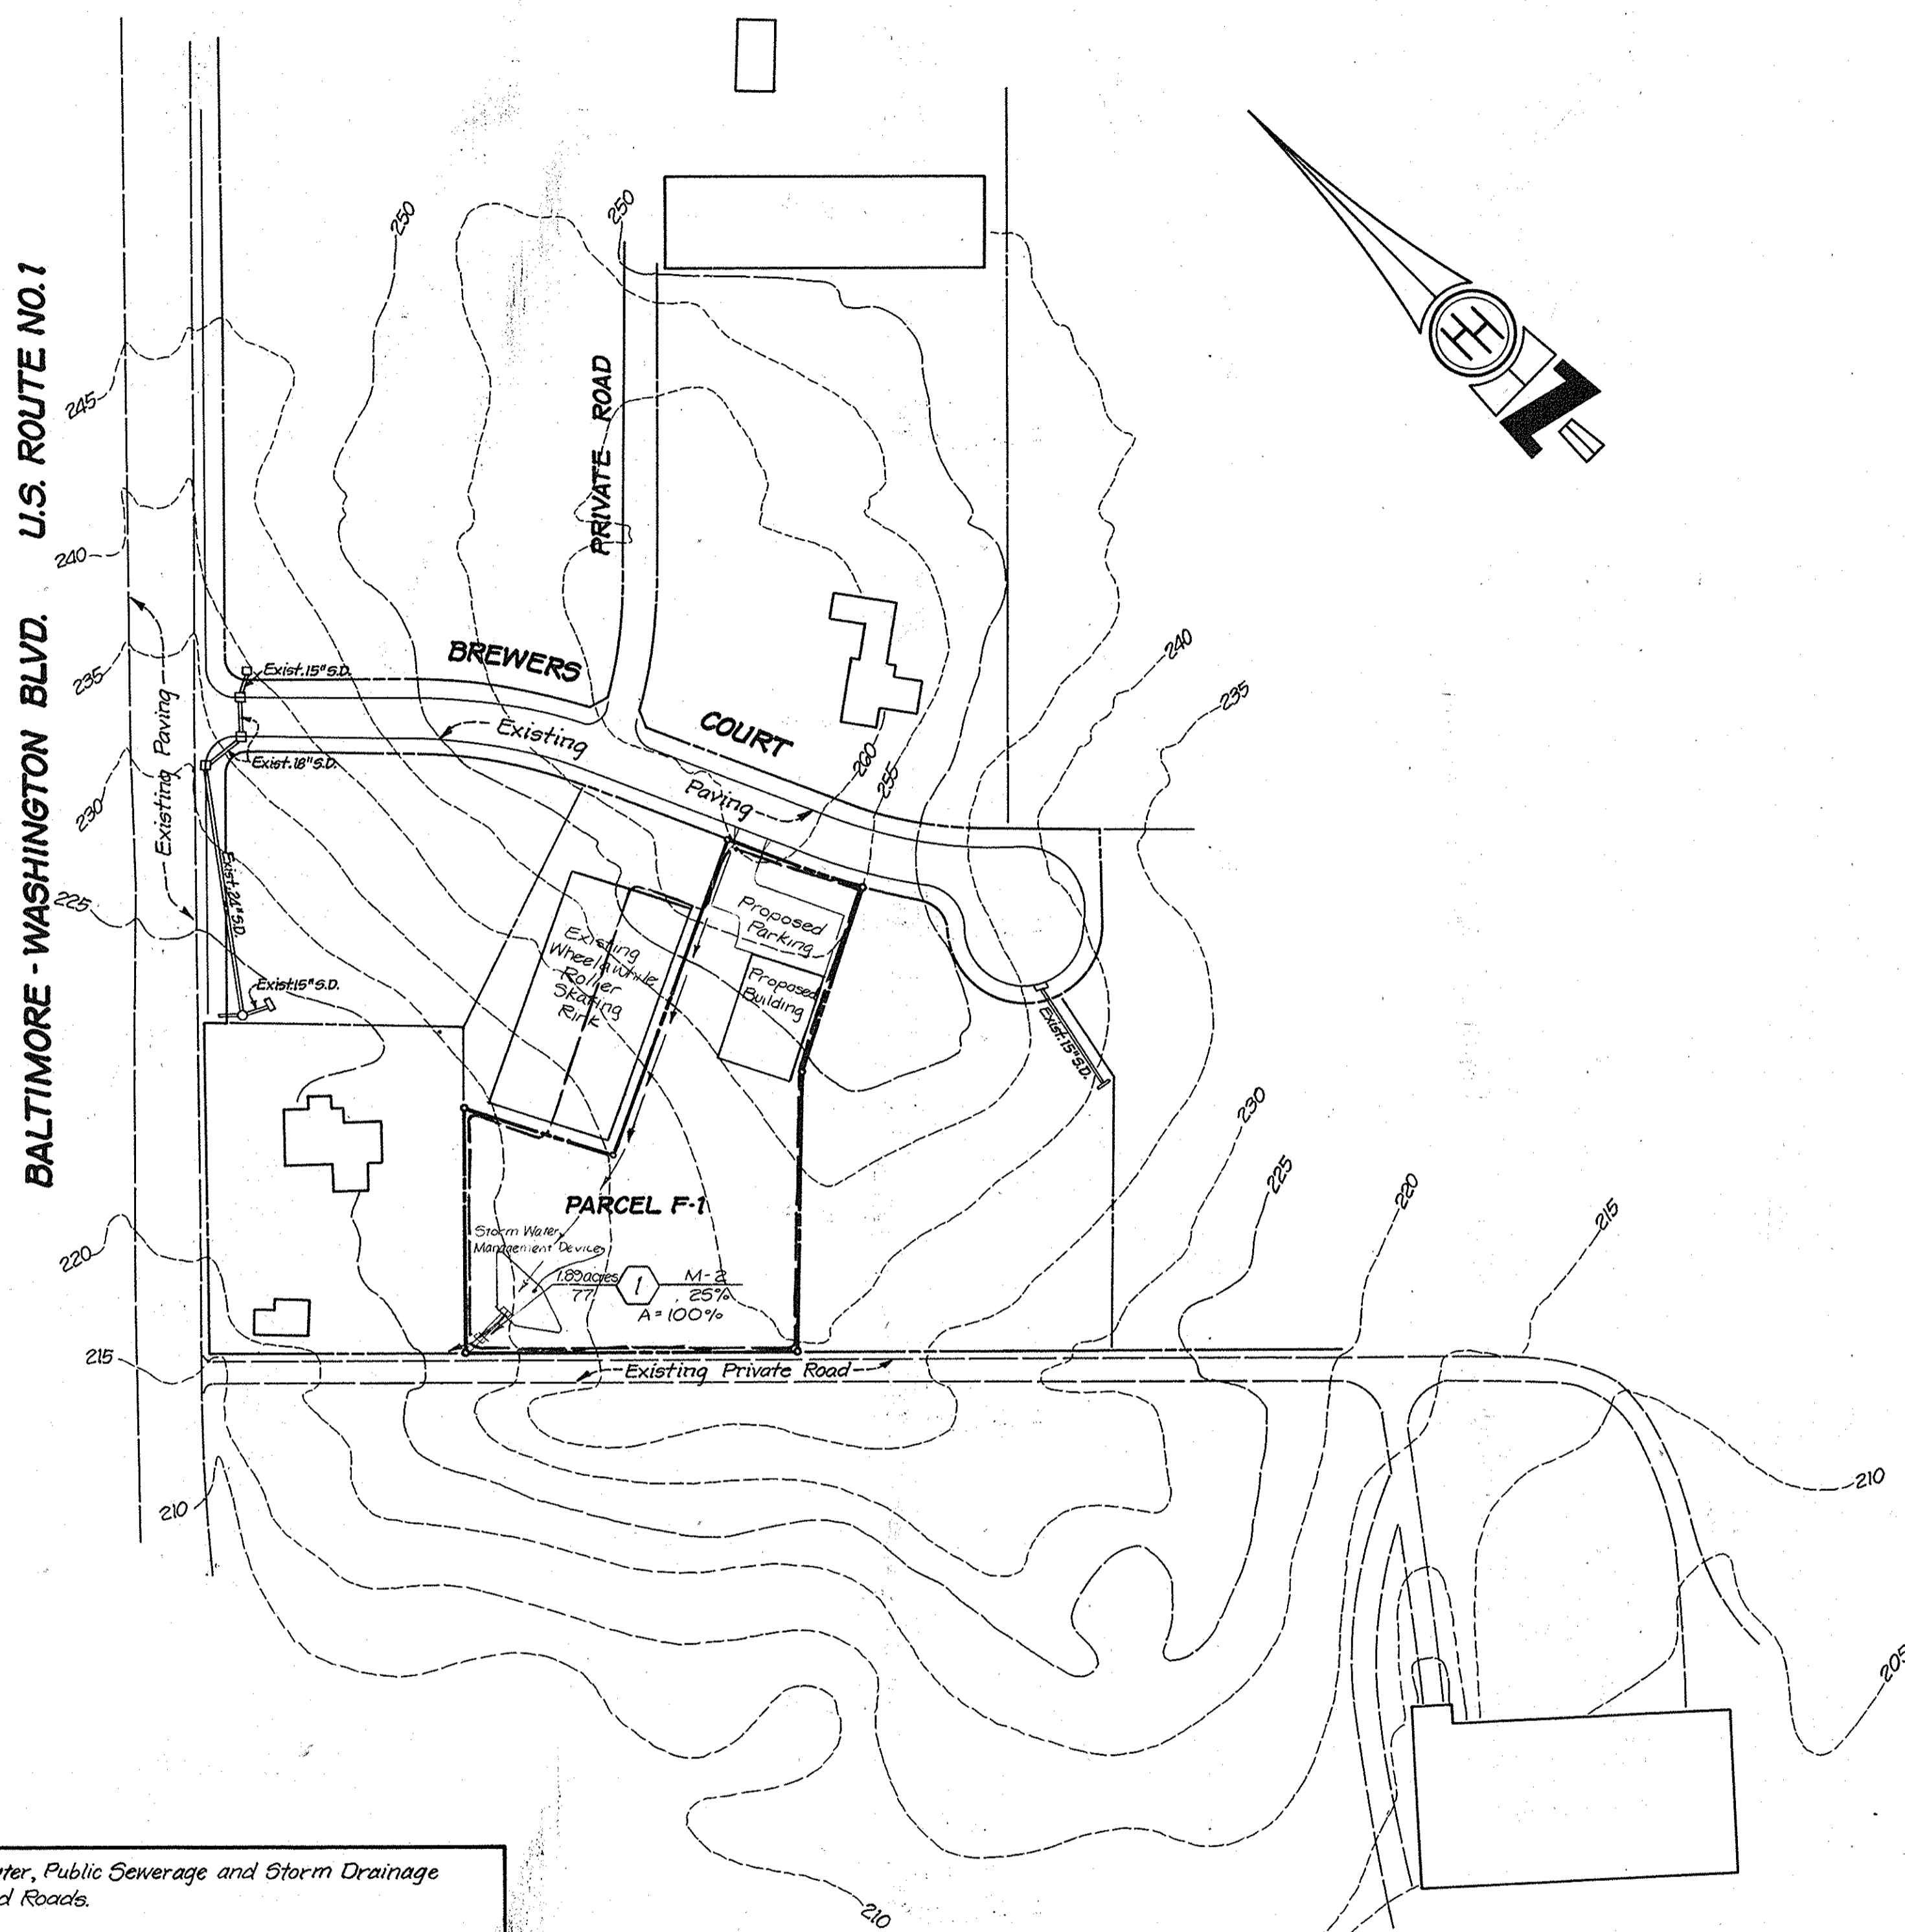 BALTIMORE - WASHINGTON BLVD. U.S. ROUTE NO. 1
250
250
245
240
235
230
225
220
215
210
PRIVATE ROAD
BREWERS
COURT
Existing
Paving
Existing Paving
Exist. 15" S.D.
Exist. 18" S.D.
Exist. 24" S.D.
Exist. 15" S.D.
260
255
240
235
Proposed
Parking
Proposed
Building
Existing
Wheelawhile
Roller
Skating
Rink
Exist. 15" S.D.
230
225
220
215
PARCEL F-1
Storm Water
Management Device
1.89 acres
77
1
M-2
25%
A = 100%
Existing Private Road
210
205
210
ter, Public Sewerage and Storm Drainage
d Roads.